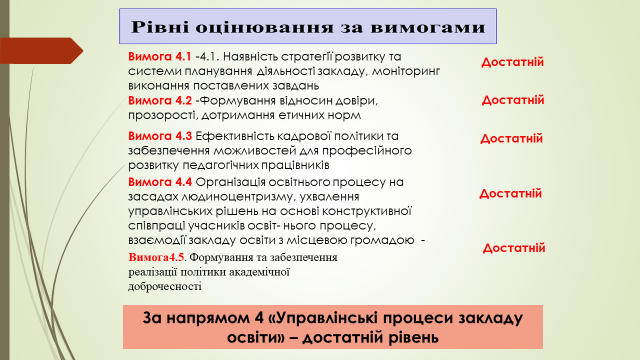 Рівні оцінювання за вимогами
Вимога 4.1 -4.1. Наявність стратегії розвитку та
системи планування діяльності закладу, моніторинг
виконання поставлених завдань
Достатній
Вимога 4.2 -Формування відносин довіри,
прозорості, дотримання етичних норм
Достатній
Вимога 4.3 Ефективність кадрової політики та
забезпечення можливостей для професійного
розвитку педагогічних працівників
Достатній
Вимога 4.4 Організація освітнього процесу на
засадах людиноцентризму, ухвалення
управлінських рішень на основі конструктивної
співпраці учасників освіт- нього процесу,
взаємодії закладу освіти з місцевою громадою -
Достатній
Вимога4.5. Формування та забезпечення
реалізації політики академічної
доброчесності
Достатній
За напрямом 4 «Управлінські процеси закладу
освіти» – достатній рівень